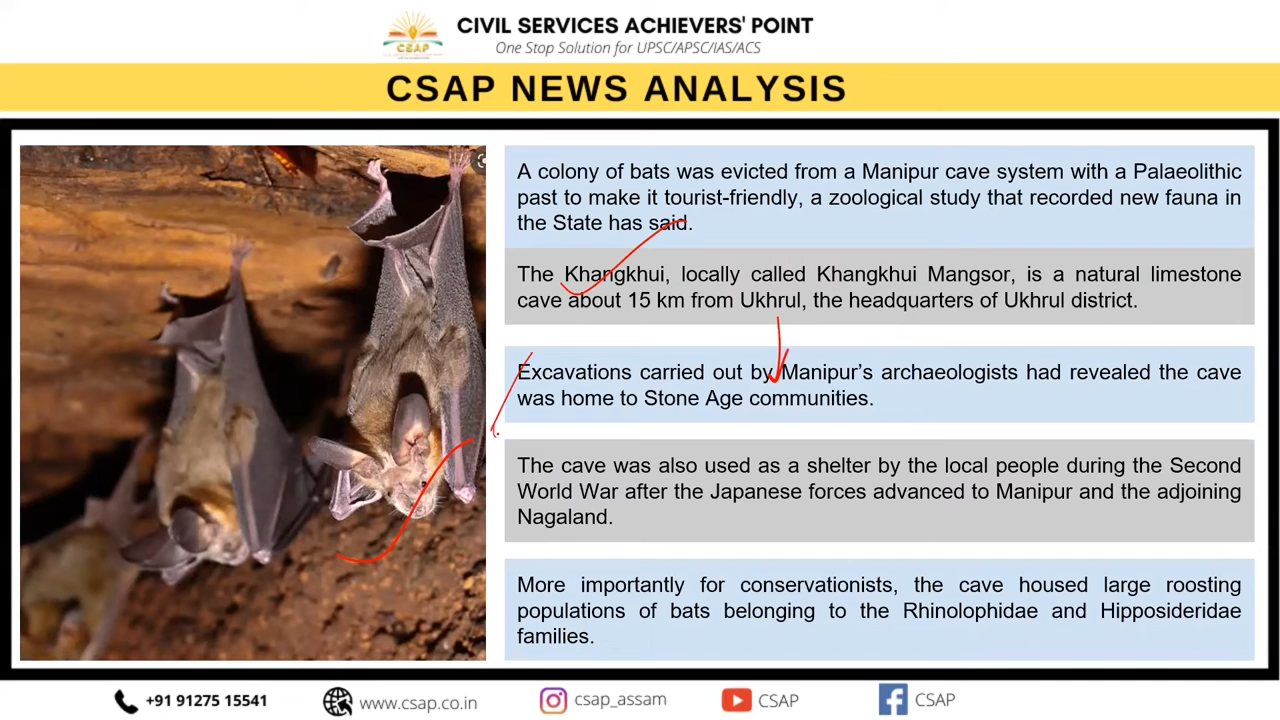 CIVIL SERVICES ACHIEVERS' POINT
CSAP
One Stop Solution for UPSC/APSC/IAS/ACS
CSAP NEWS ANALYSIS
A colony of bats was evicted from a Manipur cave system with a Palaeolithic
past to make it tourist-friendly, a zoological study that recorded new fauna in
the State has said.
The Khangkhui, locally called Khangkhui Mangsor, is a natural limestone
cave about 15 km from Ukhrul, the headquarters of Ukhrul district.
Excavations carried out by Manipur’s archaeologists had revealed the cave
was home to Stone Age communities.
The cave was also used as a shelter by the local people during the Second
World War after the Japanese forces advanced to Manipur and the adjoining
Nagaland.
More importantly for conservationists, the cave housed large roosting
populations of bats belonging to the Rhinolophidae and Hipposideridae
families.
+91 91275 15541
www.csap.co.in
csap_assam
CSAP
CSAP